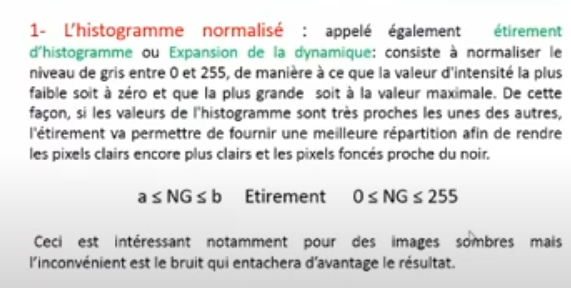 1- L'histogramme normalisé : appelé également étirement
d'histogramme ou Expansion de la dynamique: consiste à normaliser le
niveau de gris entre 0 et 255, de manière à ce que la valeur d'intensité la plus
faible soit à zéro et que la plus grande soit à la valeur maximale. De cette
façon, si les valeurs de l'histogramme sont très proches les unes des autres,
l'étirement va permettre de fournir une meilleure répartition afin de rendre
les pixels clairs encore plus clairs et les pixels foncés proche du noir.
a ≤ NG ≤ b Etirement 0 ≤ NG ≤ 255
Ceci est intéressant notamment pour des images sombres mais
l'inconvénient est le bruit qui entachera d'avantage le résultat.